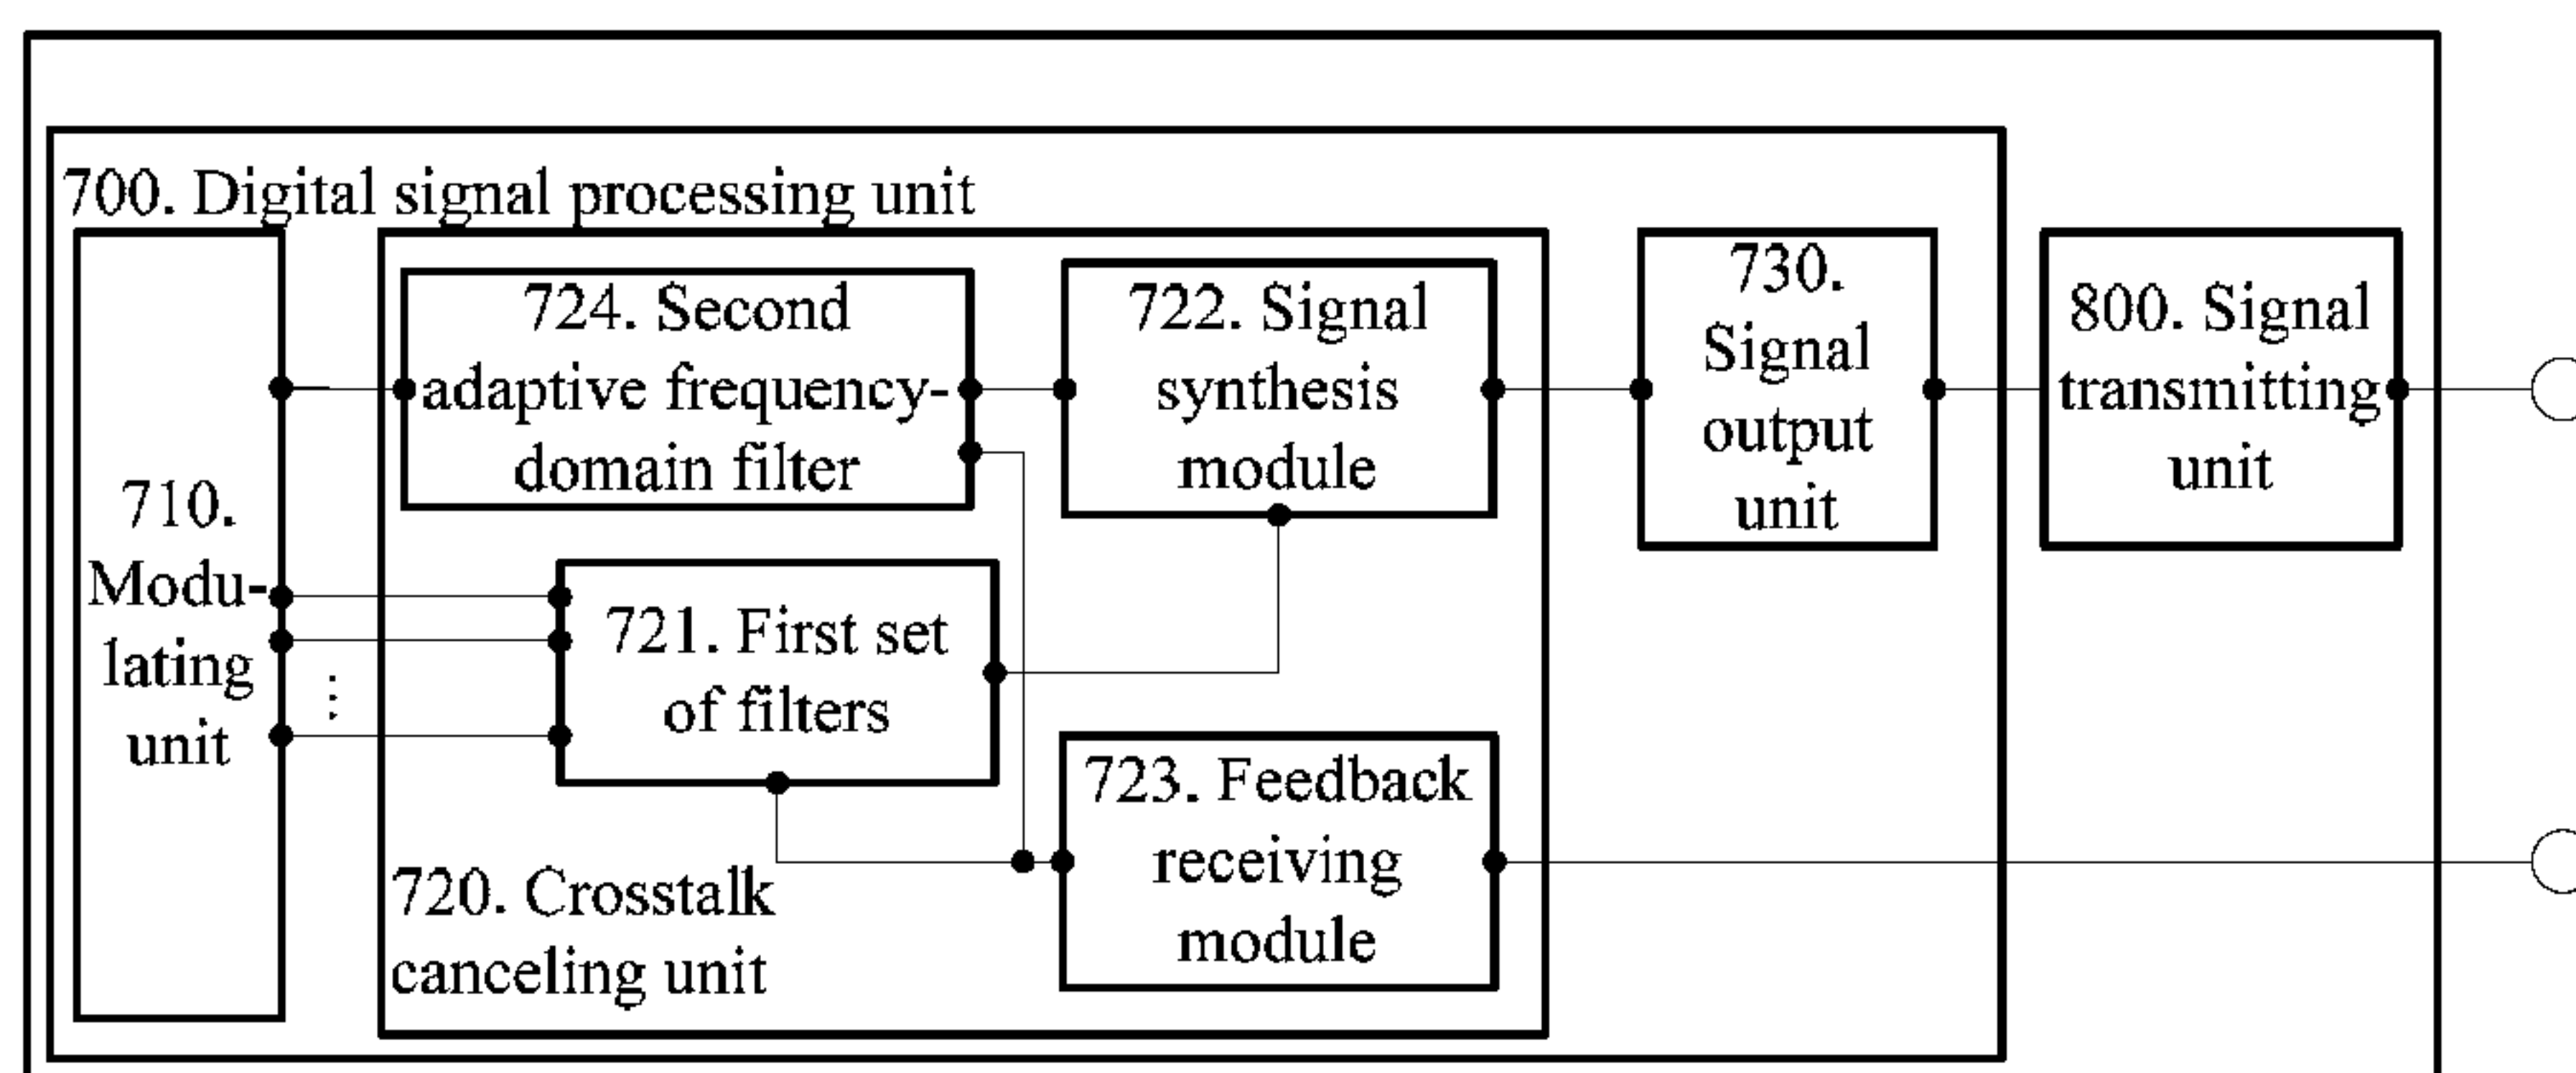 700. Digital signal processing unit
710.
Modu-
lating
unit
724. Second
adaptive frequency-
domain filter
722. Signal
synthesis
module
730.
Signal
output
unit
800. Signal
transmitting
unit
721. First set
of filters
723. Feedback
receiving
module
720. Crosstalk
canceling unit